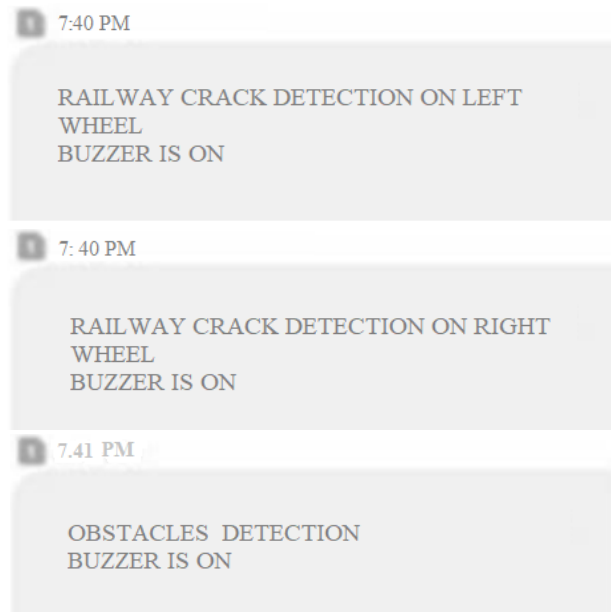 7:40 PM
RAILWAY CRACK DETECTION ON LEFT
WHEEL
BUZZER IS ON
7: 40 PM
RAILWAY CRACK DETECTION ON RIGHT
WHEEL
BUZZER IS ON
7.41 PM
OBSTACLES DETECTION
BUZZER IS ON